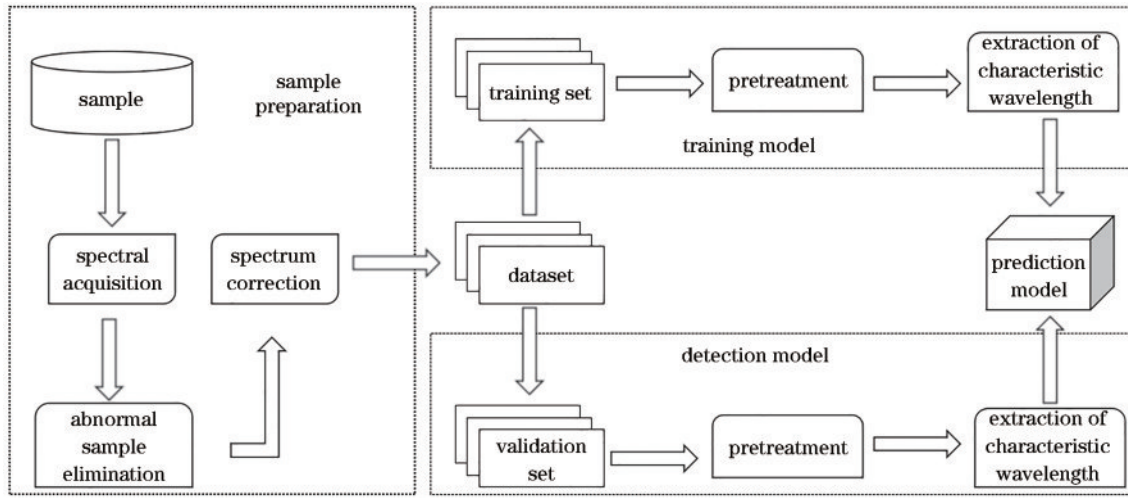 sample
sample
preparation
spectral
acquisition
spectrum
correction
abnormal
sample
elimination
training set
pretreatment
extraction of
characteristic
wavelength
training model
dataset
prediction
model
detection model
validation
set
pretreatment
extraction of
characteristic
wavelength